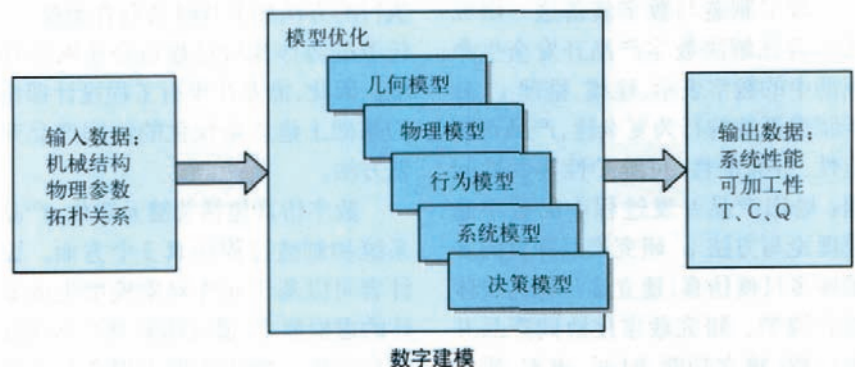 输入数据：
机械结构
物理参数
拓扑关系
模型优化
几何模型
物理模型
行为模型
系统模型
决策模型
输出数据：
系统性能
可加工性
T、C、Q
数字建模